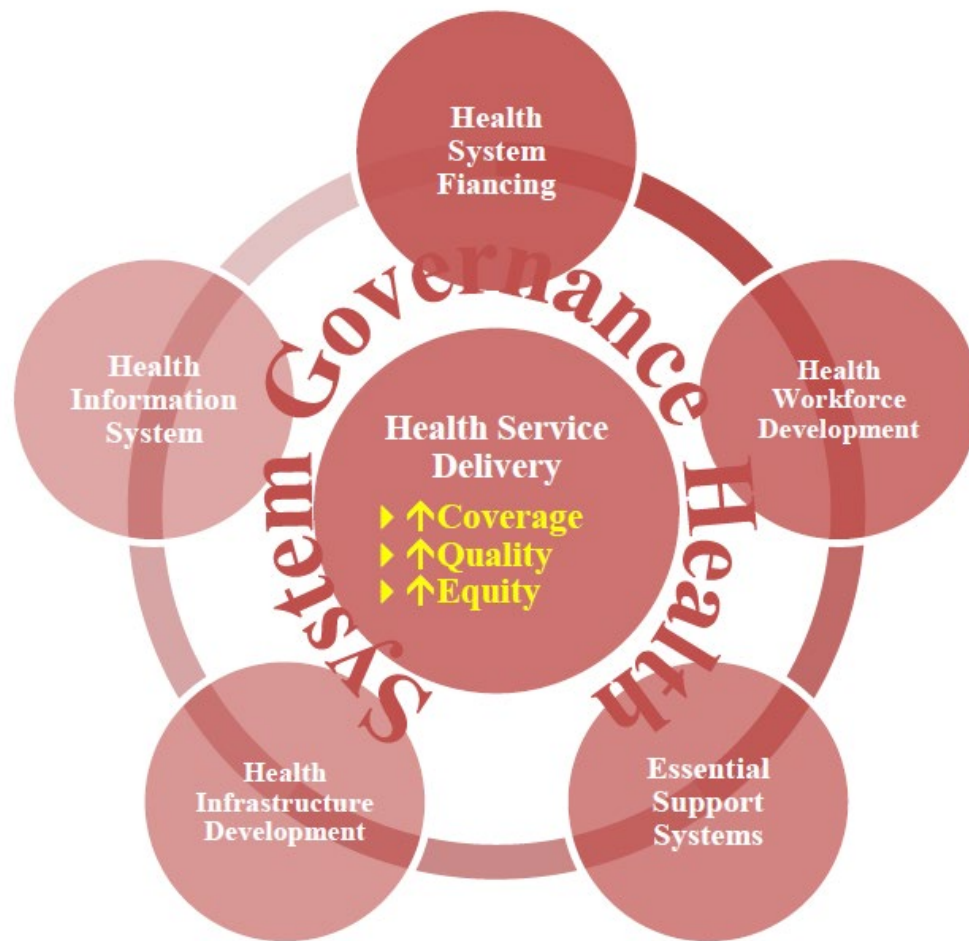 Health
System
Fiancing
Health
Workforce
Development
Essential
Support
Systems
Health
Infrastructure
Development
Health
Information
System
System Governance Health
Health Service
Delivery
↑Coverage
↑Quality
↑Equity